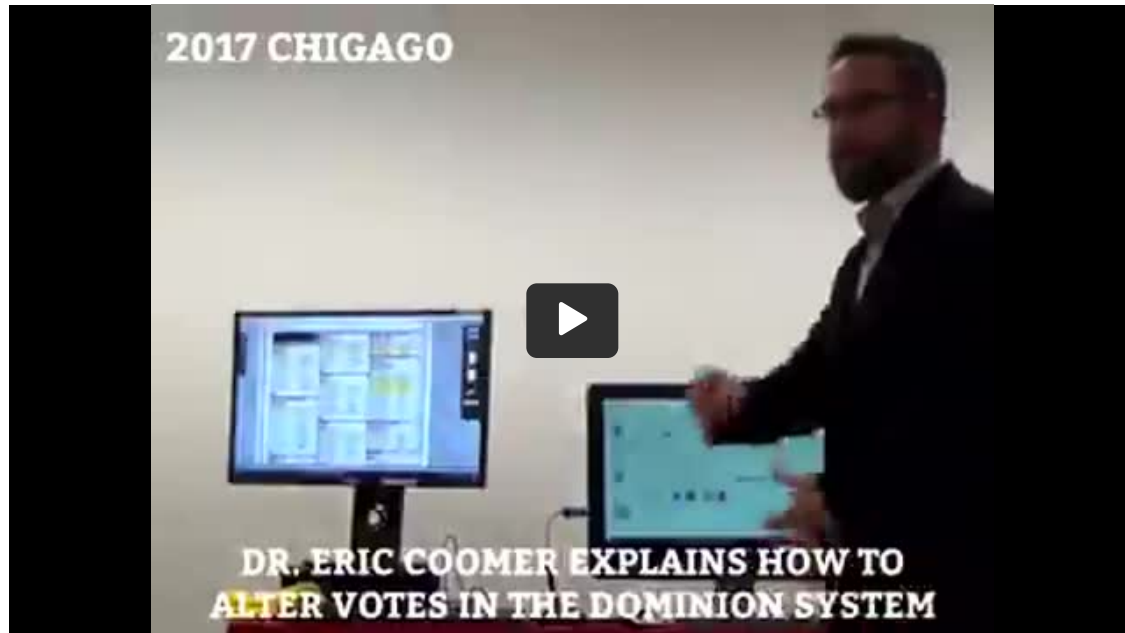 2017 CHIGAGO
DR. ERIC COOMER EXPLAINS HOW TO
ALTER VOTES IN THE DOMINION SYSTEM